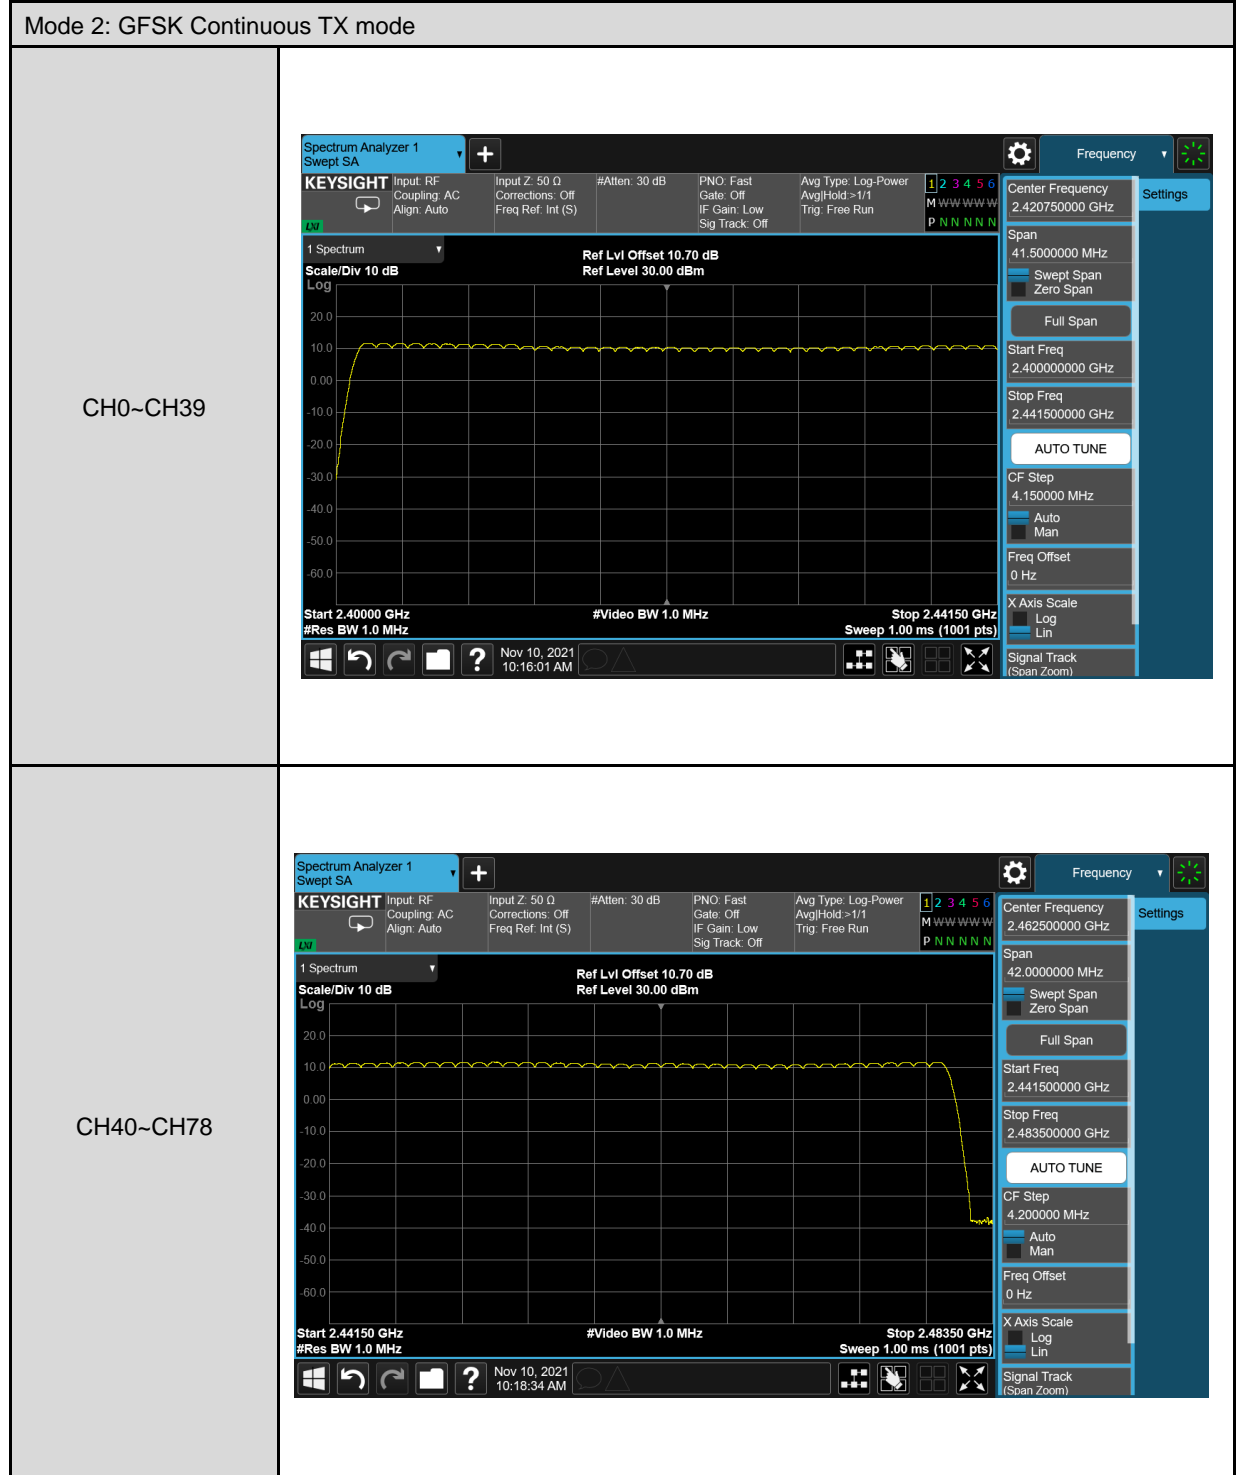 Mode 2: GFSK Continuous TX mode
CH0~CH39
Spectrum Analyzer 1
Swept SA
Frequency
KEYSIGHT
LXI
Input: RF
Coupling: AC
Align: Auto
Input Z: 50 Ω
Corrections: Off
Freq Ref: Int (S)
#Atten: 30 dB
PNO: Fast
Gate: Off
IF Gain: Low
Sig Track: Off
Avg Type: Log-Power
Avg|Hold:>1/1
Trig: Free Run
1 2 3 4 5 6
M W W W W W
P N N N N N
1 Spectrum
Scale/Div 10 dB
Ref Lvl Offset 10.70 dB
Ref Level 30.00 dBm
Log
20.0
10.0
0.00
-10.0
-20.0
-30.0
-40.0
-50.0
-60.0
Start 2.40000 GHz
#Video BW 1.0 MHz
Stop 2.44150 GHz
#Res BW 1.0 MHz
Sweep 1.00 ms (1001 pts)
Nov 10, 2021
10:16:01 AM
Center Frequency
2.420750000 GHz
Settings
Span
41.5000000 MHz
Swept Span
Zero Span
Full Span
Start Freq
2.400000000 GHz
Stop Freq
2.441500000 GHz
AUTO TUNE
CF Step
4.150000 MHz
Auto
Man
Freq Offset
0 Hz
X Axis Scale
Log
Lin
Signal Track
(Span Zoom)
CH40~CH78
Spectrum Analyzer 1
Swept SA
Frequency
KEYSIGHT
LXI
Input: RF
Coupling: AC
Align: Auto
Input Z: 50 Ω
Corrections: Off
Freq Ref: Int (S)
#Atten: 30 dB
PNO: Fast
Gate: Off
IF Gain: Low
Sig Track: Off
Avg Type: Log-Power
Avg|Hold:>1/1
Trig: Free Run
1 2 3 4 5 6
M W W W W W
P N N N N N
1 Spectrum
Scale/Div 10 dB
Ref Lvl Offset 10.70 dB
Ref Level 30.00 dBm
Log
20.0
10.0
0.00
-10.0
-20.0
-30.0
-40.0
-50.0
-60.0
Start 2.44150 GHz
#Video BW 1.0 MHz
Stop 2.48350 GHz
#Res BW 1.0 MHz
Sweep 1.00 ms (1001 pts)
Nov 10, 2021
10:18:34 AM
Center Frequency
2.462500000 GHz
Settings
Span
42.0000000 MHz
Swept Span
Zero Span
Full Span
Start Freq
2.441500000 GHz
Stop Freq
2.483500000 GHz
AUTO TUNE
CF Step
4.200000 MHz
Auto
Man
Freq Offset
0 Hz
X Axis Scale
Log
Lin
Signal Track
(Span Zoom)